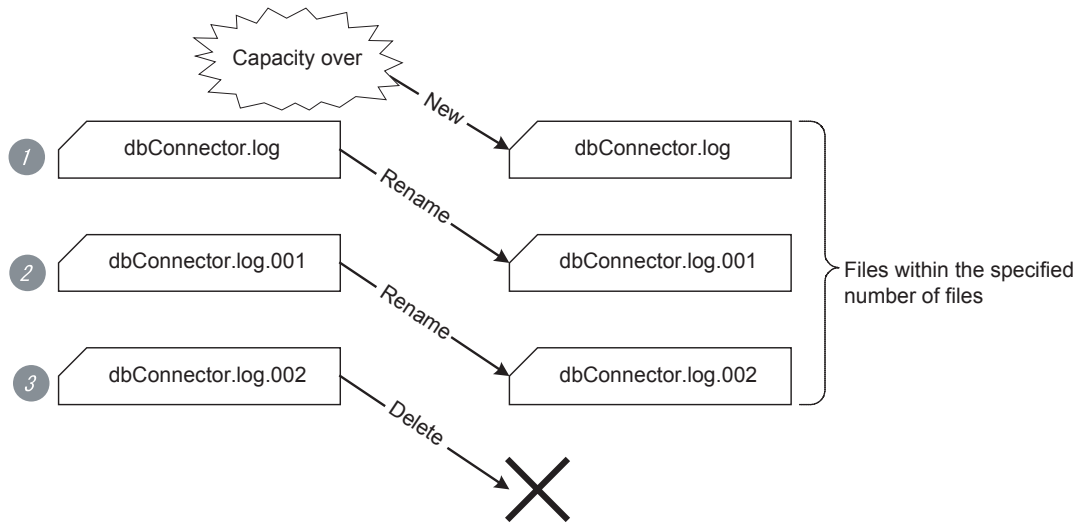 Capacity over
New
1
dbConnector.log
dbConnector.log
Rename
2
dbConnector.log.001
dbConnector.log.001
Files within the specified
number of files
Rename
3
dbConnector.log.002
dbConnector.log.002
Delete